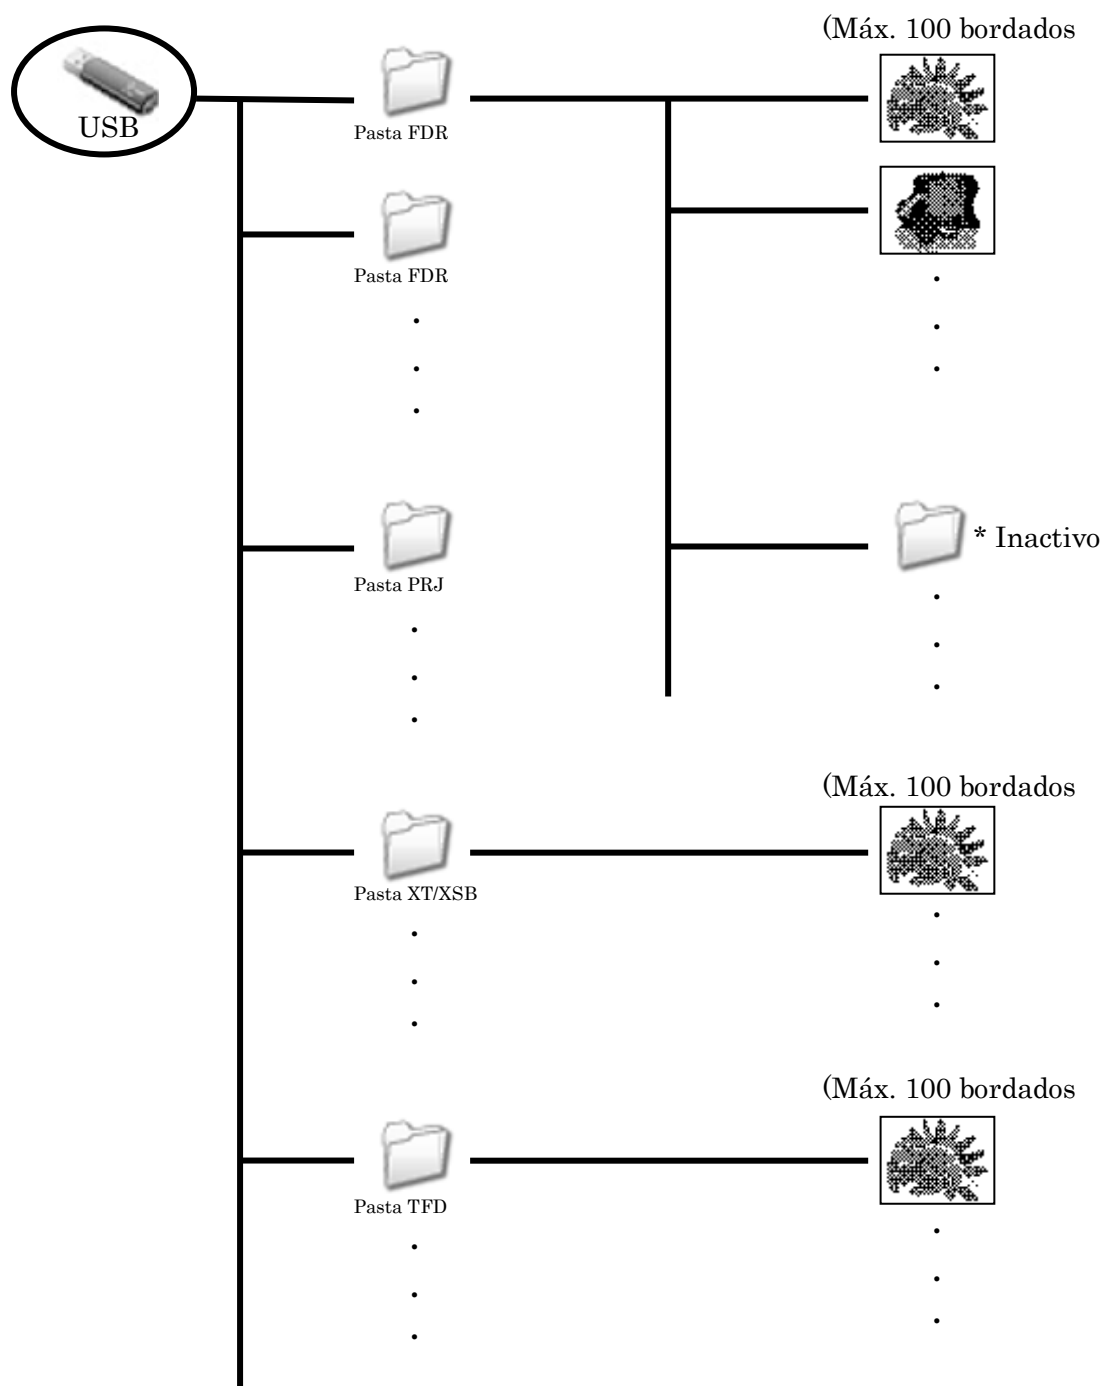 (Máx. 100 bordados
USB
Pasta FDR
Pasta FDR
* Inactivo
Pasta PRJ
(Máx. 100 bordados
Pasta XT/XSB
(Máx. 100 bordados
Pasta TFD